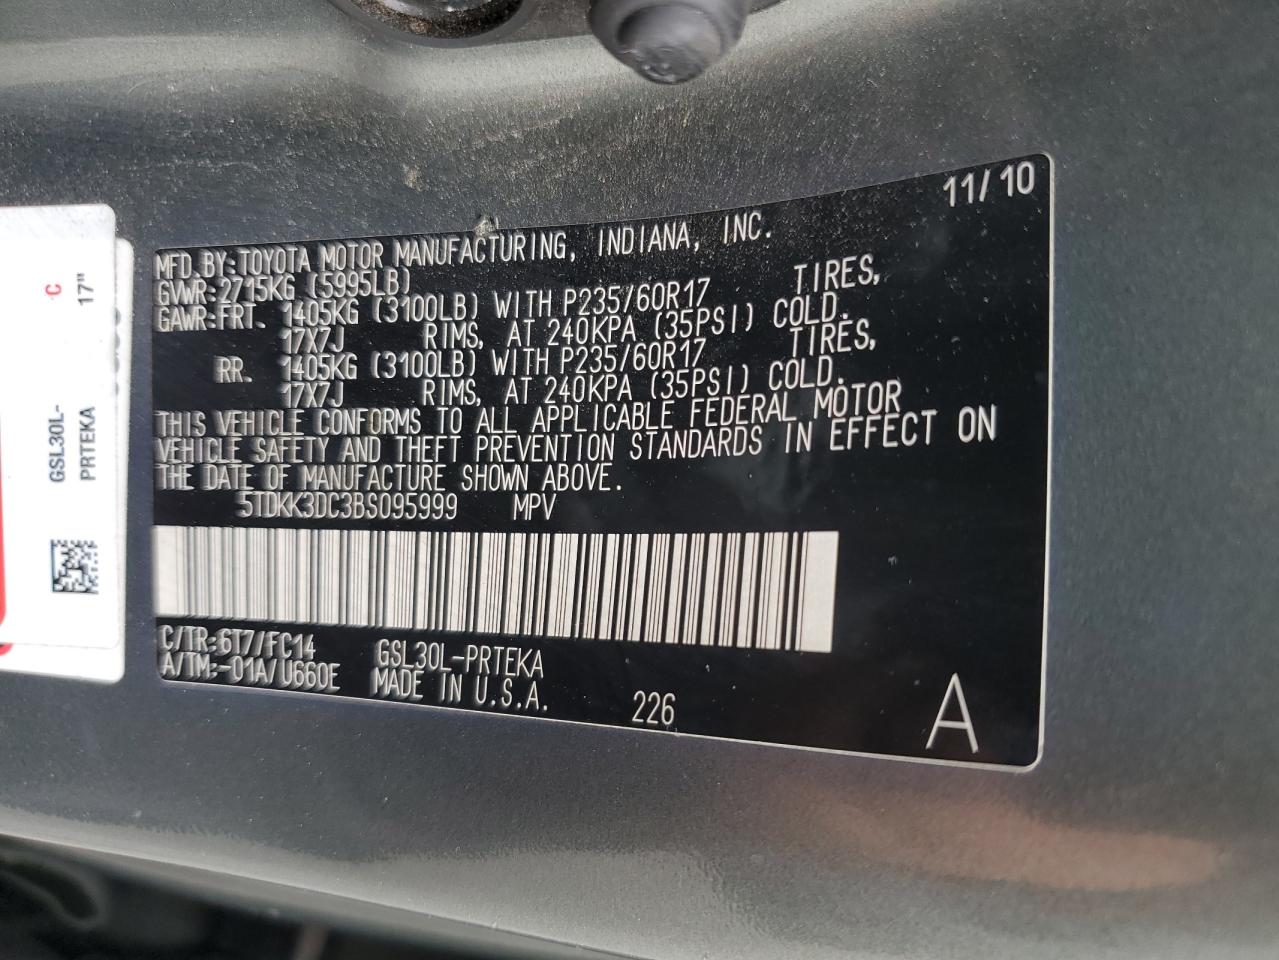 11/10
MFD.BY:TOYOTA MOTOR MANUFACTURING, INDIANA, INC.
GVWR:2715KG (5995LB)
GAWR:FRT. 1405KG (3100LB) WITH P235/60R17 TIRES,
17X7J RIMS, AT 240KPA (35PSI) COLD.
RR. 1405KG (3100LB) WITH P235/60R17 TIRES,
17X7J RIMS, AT 240KPA (35PSI) COLD.
THIS VEHICLE CONFORMS TO ALL APPLICABLE FEDERAL MOTOR
VEHICLE SAFETY AND THEFT PREVENTION STANDARDS IN EFFECT ON
THE DATE OF MANUFACTURE SHOWN ABOVE.
5TDKK3DC3BS095999 MPV
C/TR:6T7/FC14 GSL30L-PRTEKA
A/TM:-01A/U660E MADE IN U.S.A.
226
A
C
17"
GSL30L-
PRTEKA